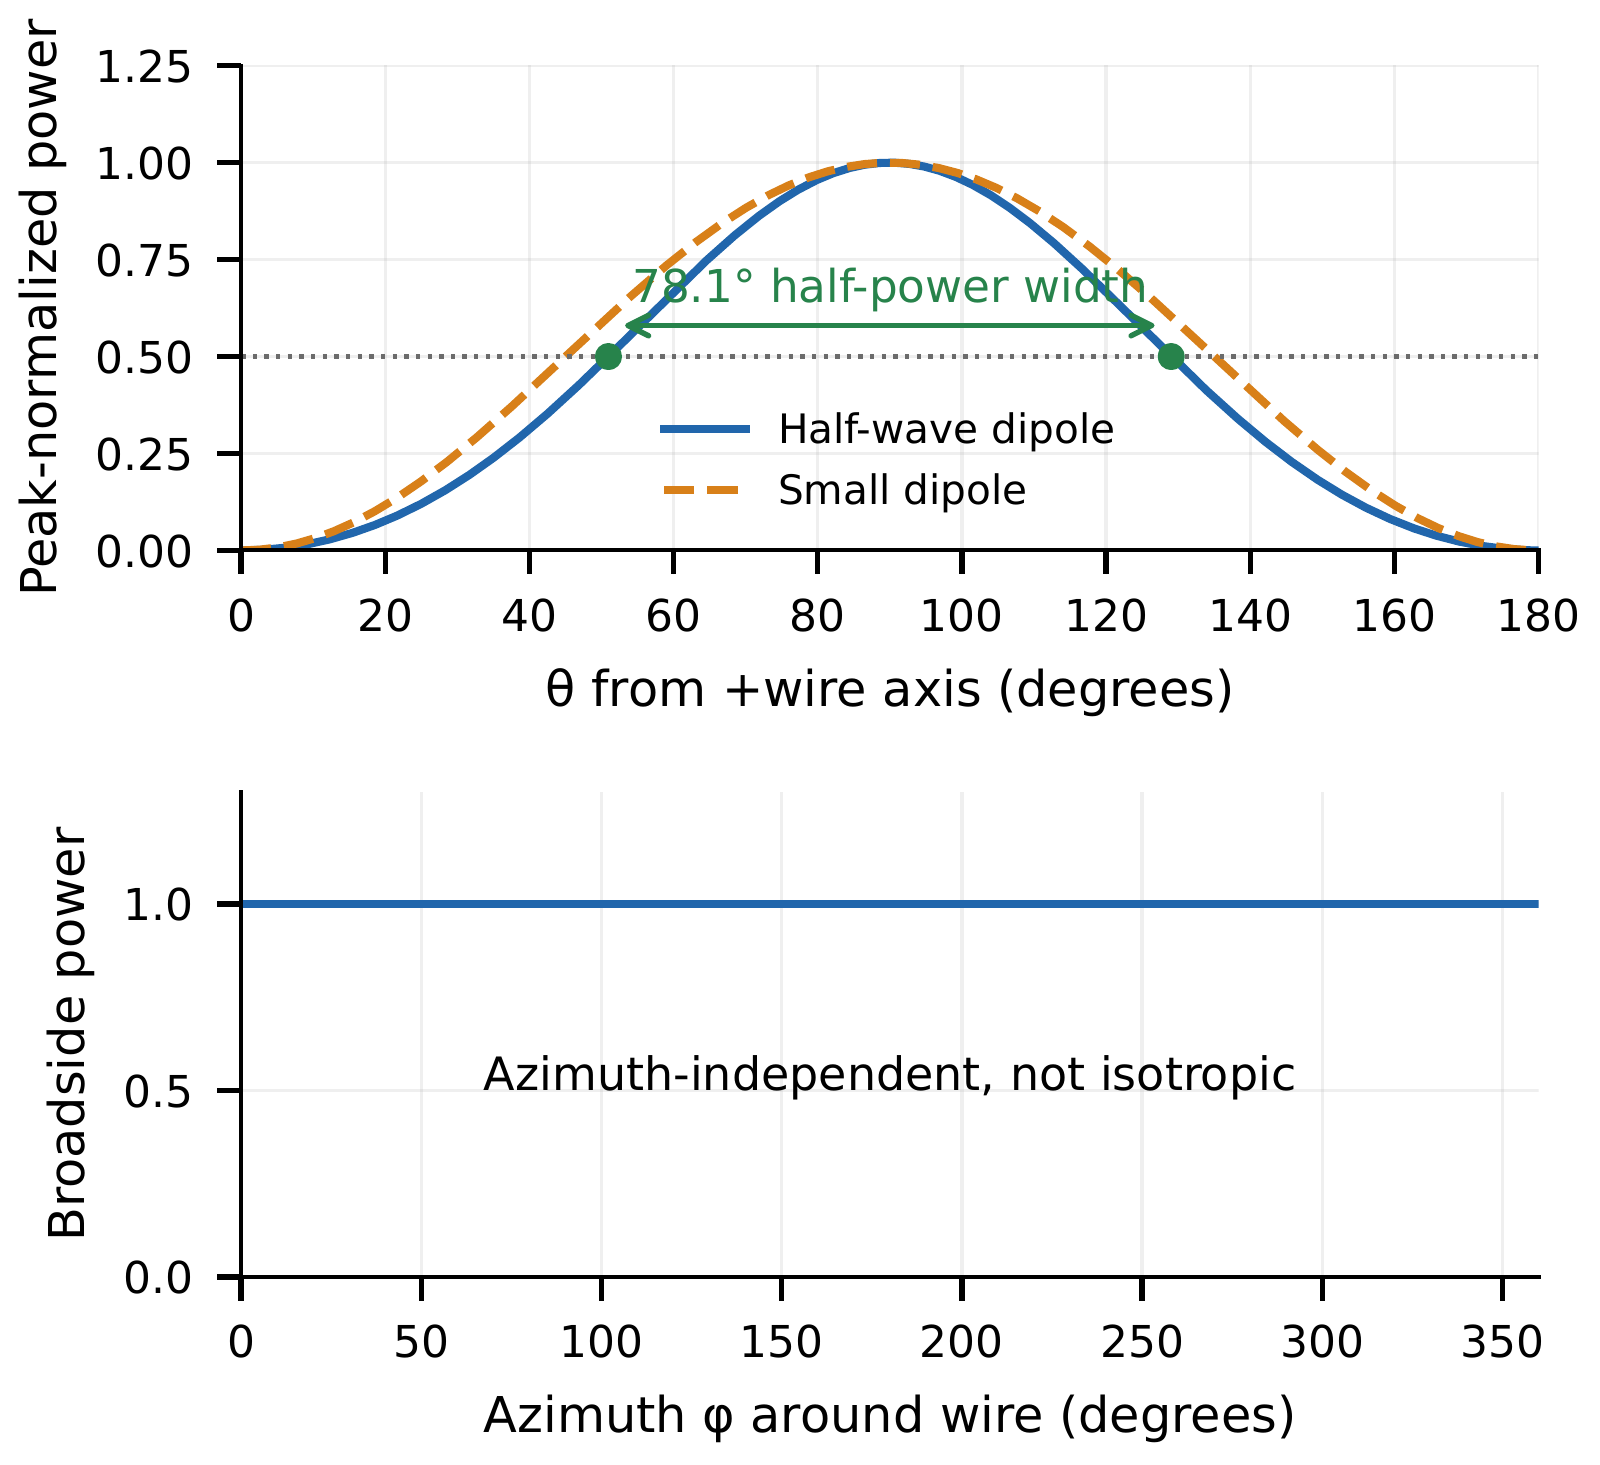 Peak-normalized power
1.25
1.00
0.75
0.50
0.25
0.00
78.1° half-power width
Half-wave dipole
Small dipole
0 20 40 60 80 100 120 140 160 180
θ from +wire axis (degrees)
Broadside power
1.0
0.5
0.0
Azimuth-independent, not isotropic
0 50 100 150 200 250 300 350
Azimuth φ around wire (degrees)